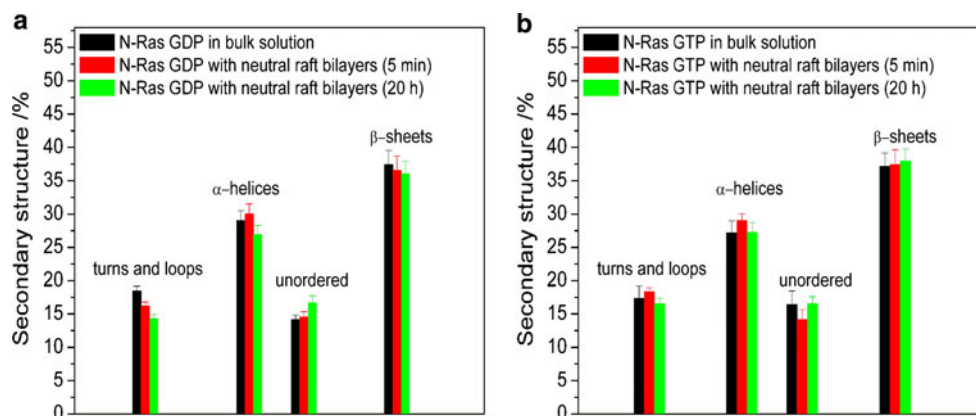 a
N-Ras GDP in bulk solution
N-Ras GDP with neutral raft bilayers (5 min)
N-Ras GDP with neutral raft bilayers (20 h)
Secondary structure /%
55
50
45
40
35
30
25
20
15
10
5
0
turns and loops
α-helices
unordered
β-sheets
b
N-Ras GTP in bulk solution
N-Ras GTP with neutral raft bilayers (5 min)
N-Ras GTP with neutral raft bilayers (20 h)
Secondary structure /%
55
50
45
40
35
30
25
20
15
10
5
0
turns and loops
α-helices
unordered
β-sheets